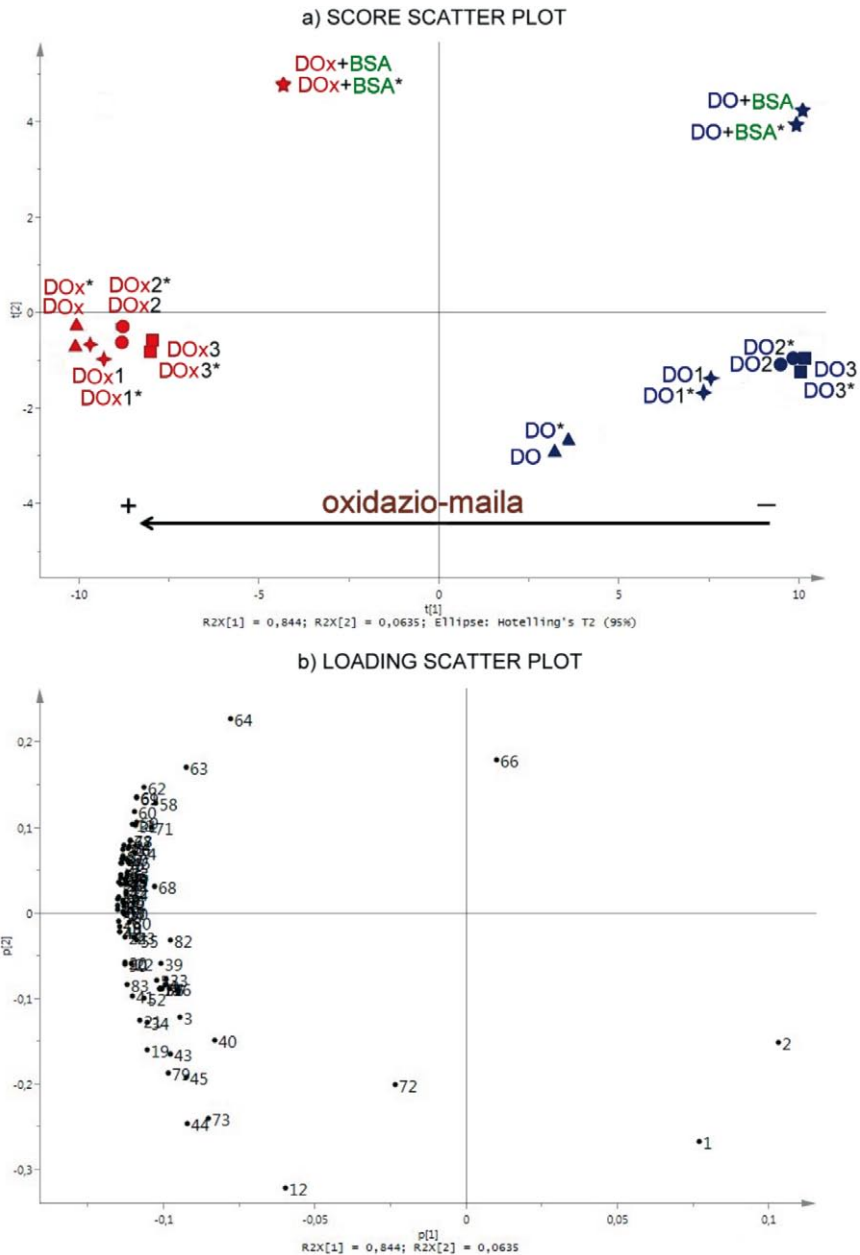 a) SCORE SCATTER PLOT
DOx+BSA
DOx+BSA*
DO+BSA
DO+BSA*
4
2
0
-2
-4
t[2]
DOx* DOx2*
DOx DOx2
DOx3
DOx3*
DOx1
DOx1*
DO2*
DO2 DO3
DO3*
DO1
DO1*
DO*
DO
+ oxidazio-maila −
-10 -5 0 5 10
t[1]
R2X[1] = 0,844; R2X[2] = 0,0635; Ellipse: Hotelling's T2 (95%)
b) LOADING SCATTER PLOT
0,2
0,1
0
-0,1
-0,2
-0,3
p[2]
64
66
63
62
58
60
71
68
82
39
83
41
52
3
34
40
2
19
43
79
45
72
73
44
1
12
-0,1 -0,05 0 0,05 0,1
p[1]
R2X[1] = 0,844; R2X[2] = 0,0635